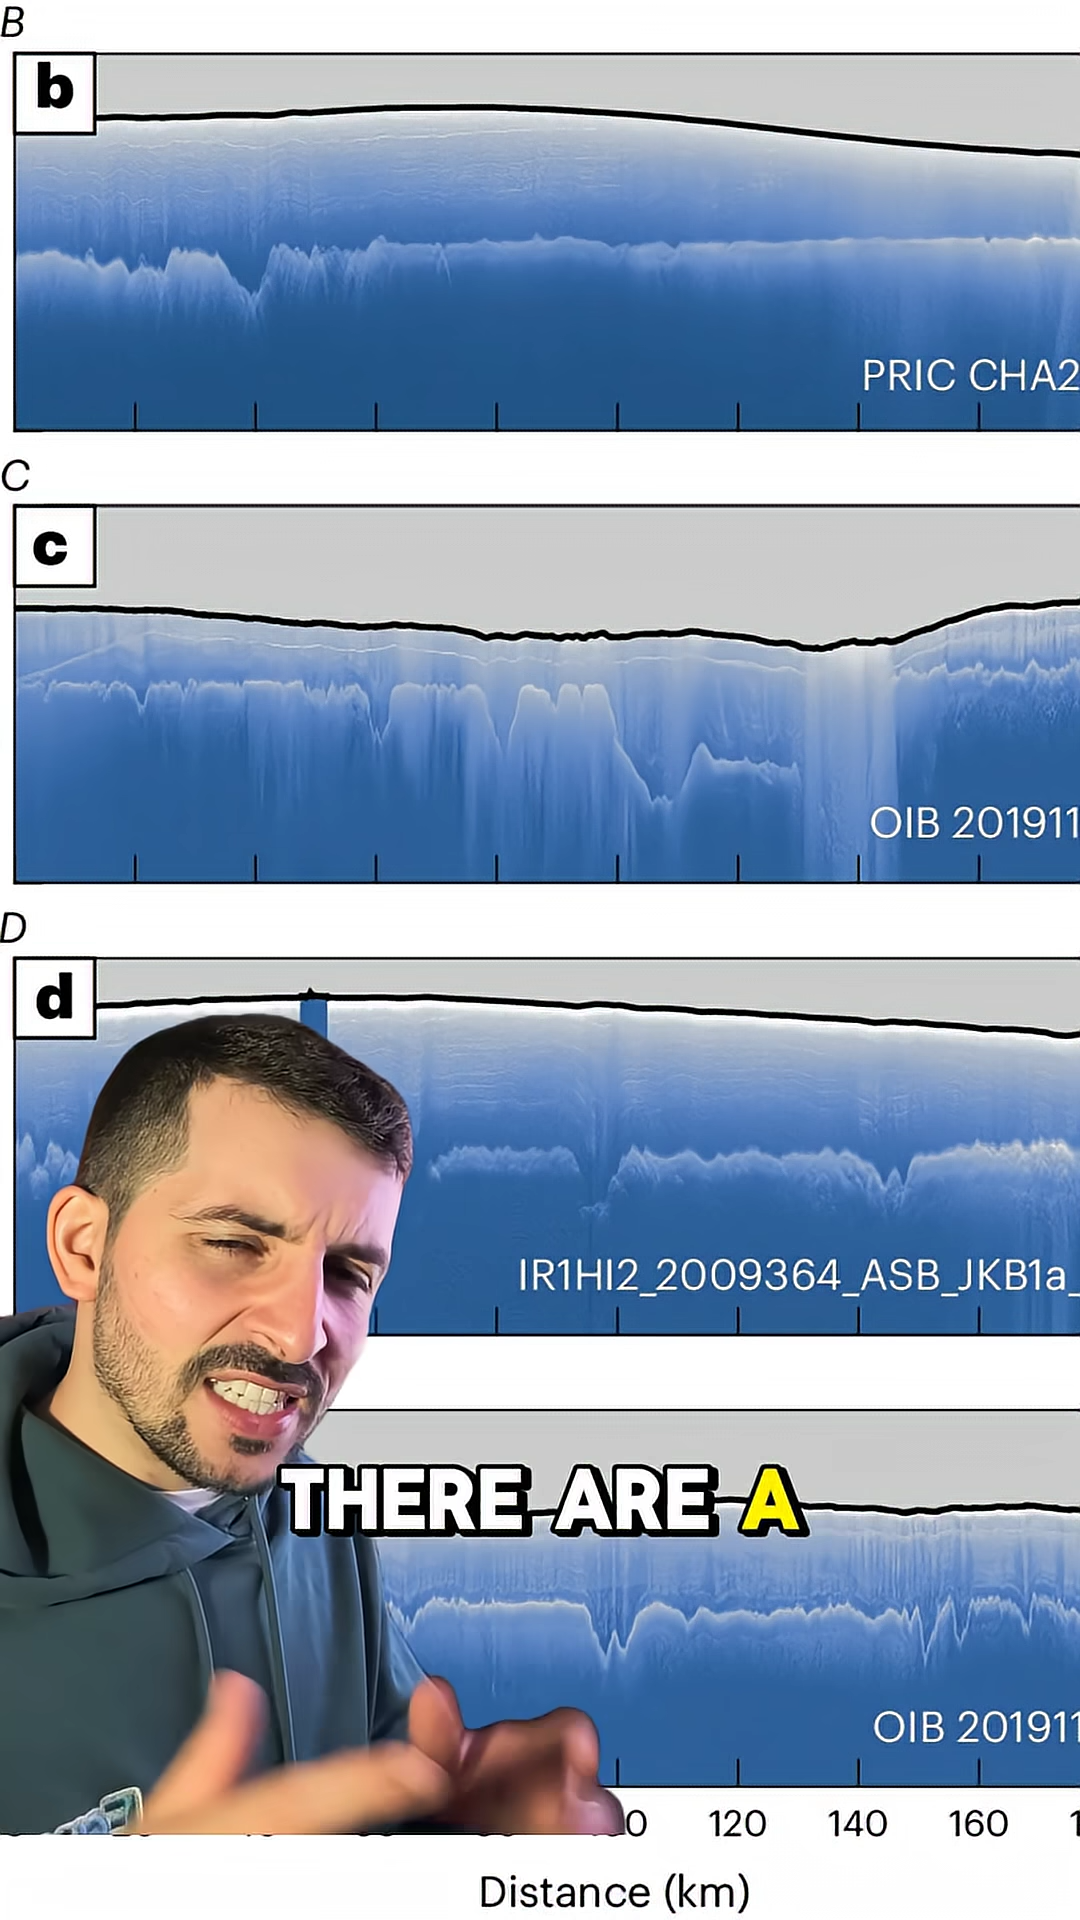 B
b
PRIC CHA2
C
c
OIB 201911
D
d
IR1HI2_2009364_ASB_JKB1a_
THERE ARE A
OIB 201911
120 140 160
Distance (km)